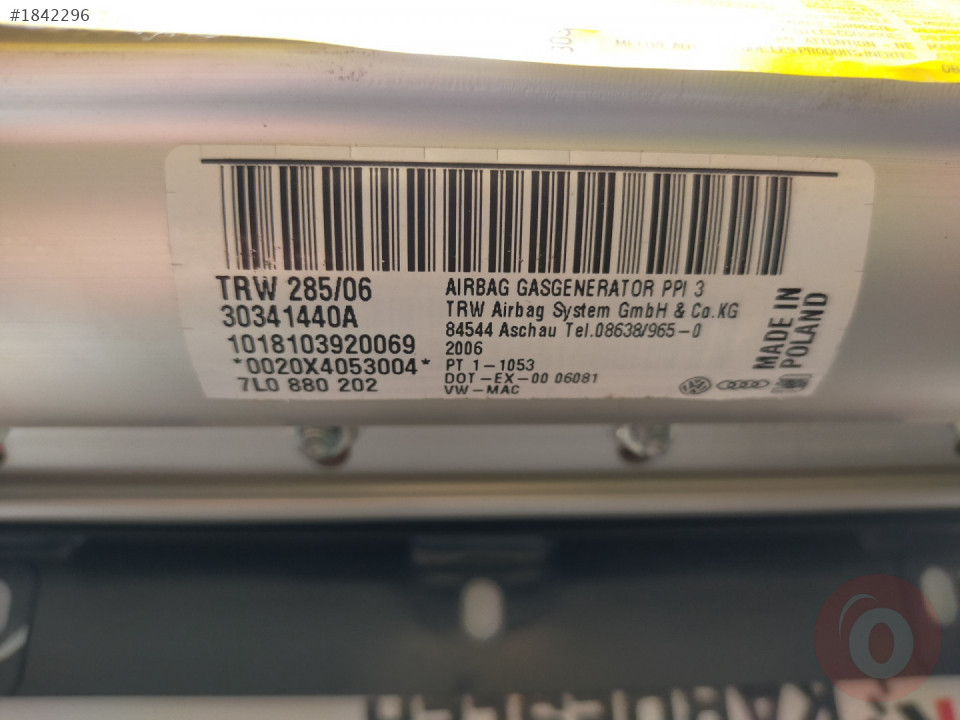 #1842296
TRW 285/06
30341440A
1018103920069
*0020X4053004*
7L0 880 202
AIRBAG GASGENERATOR PPI 3
TRW Airbag System GmbH & Co.KG
84544 Aschau Tel.08638/965-0
2006
PT 1-1053
DOT-EX-00 06081
VW-MAC
MADE IN
POLAND